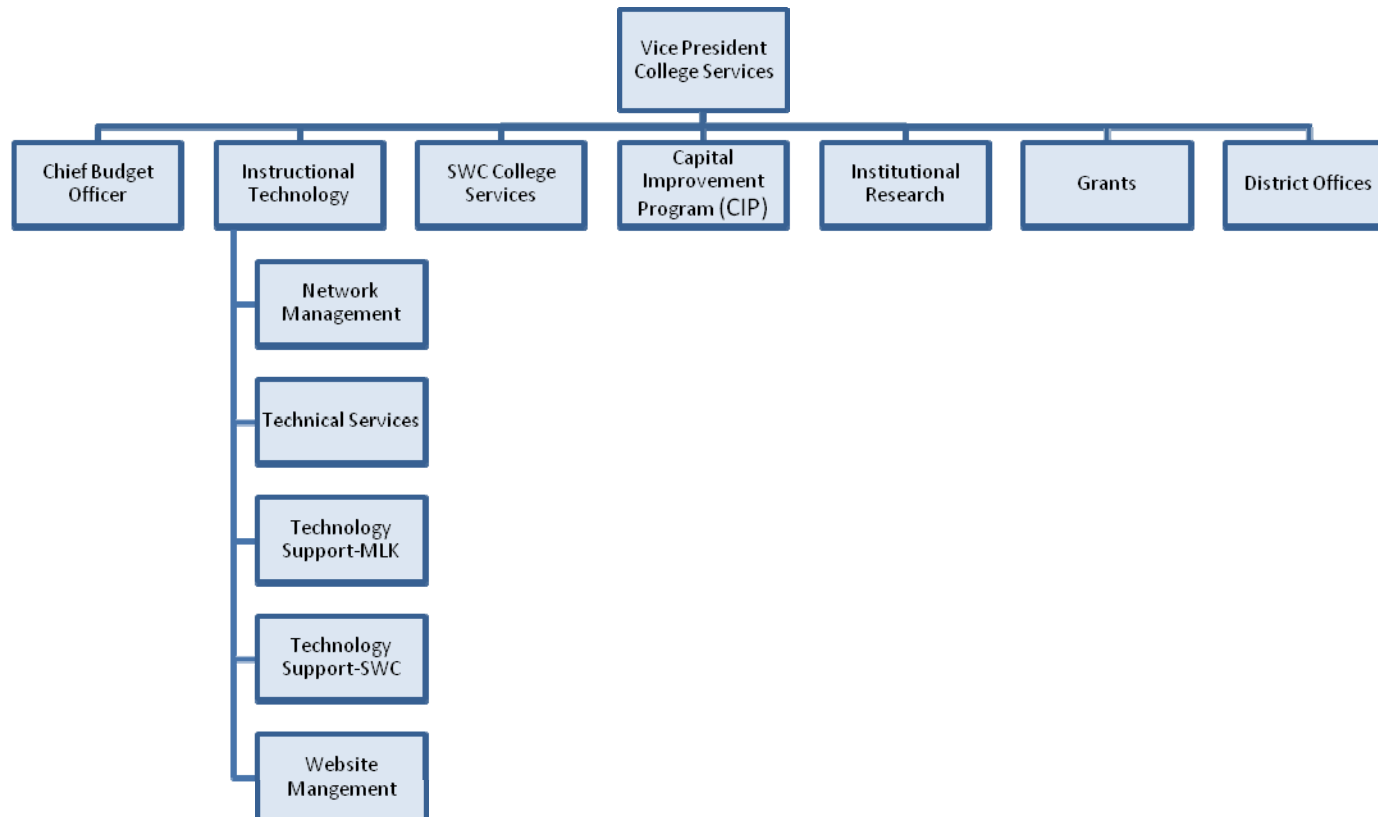 Vice President
College Services
Chief Budget
Officer
Instructional
Technology
SWC College
Services
Capital
Improvement
Program (CIP)
Institutional
Research
Grants
District Offices
Network
Management
Technical Services
Technology
Support-MLK
Technology
Support-SWC
Website
Mangement